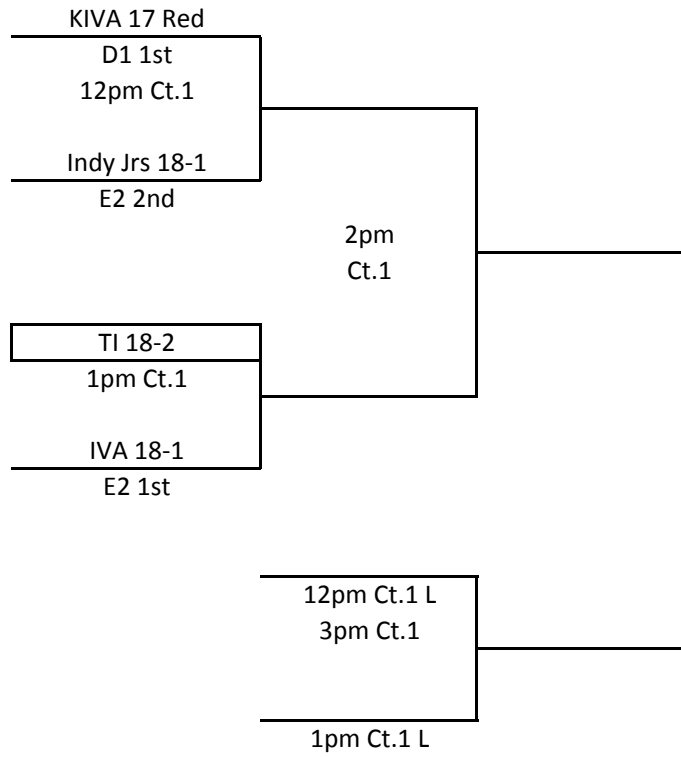 KIVA 17 Red
D1 1st
12pm Ct.1
Indy Jrs 18-1
E2 2nd
2pm
Ct.1
TI 18-2
1pm Ct.1
IVA 18-1
E2 1st
12pm Ct.1 L
3pm Ct.1
1pm Ct.1 L